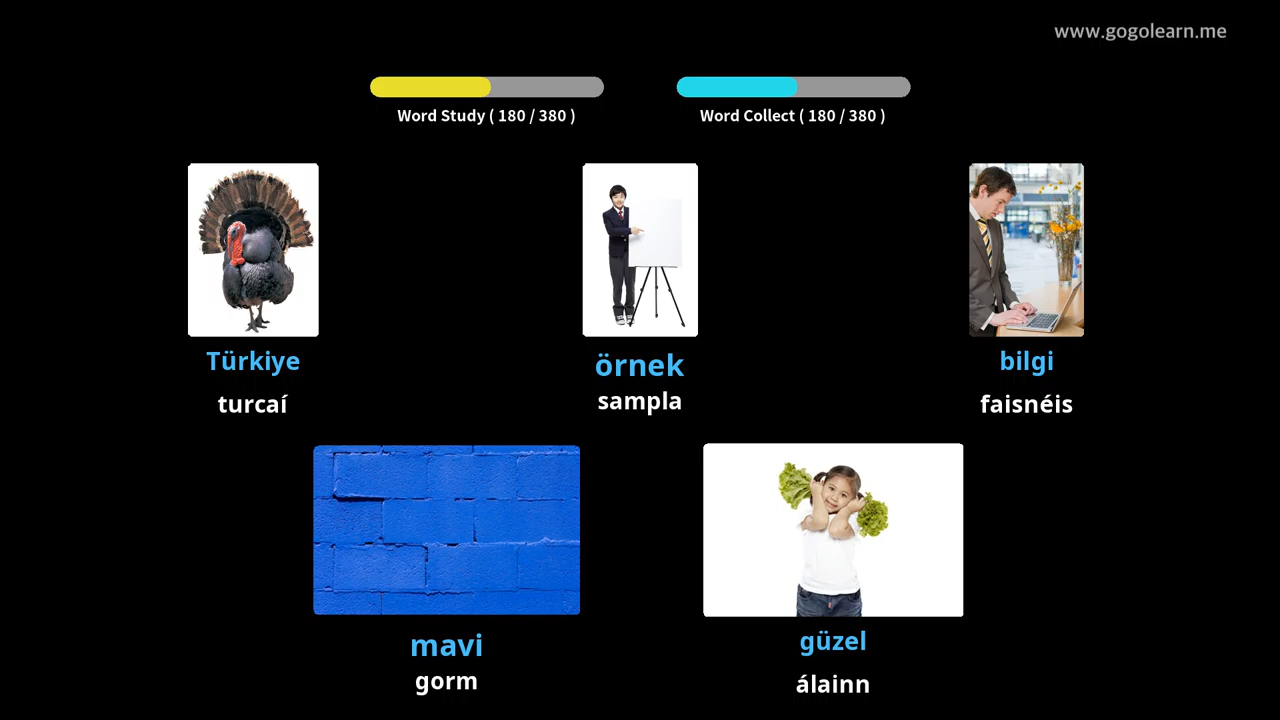 www.gogolearn.me
Word Study ( 180 / 380 )
Word Collect ( 180 / 380 )
Türkiye
turcaí
örnek
sampla
bilgi
faisnéis
mavi
gorm
güzel
álainn